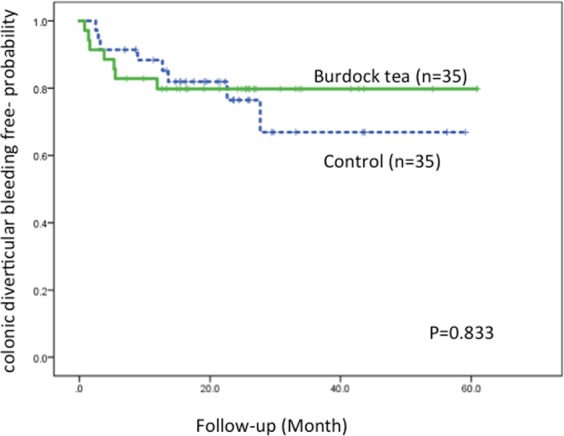 colonic diverticular bleeding free- probability
1.0
0.8
0.6
0.4
0.2
0.0
Burdock tea (n=35)
Control (n=35)
P=0.833
.0 20.0 40.0 60.0
Follow-up (Month)